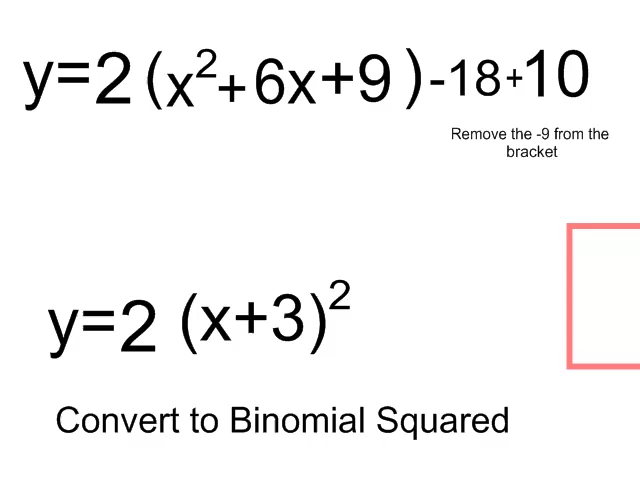 y=2(x²+6x+9)-18+10
Remove the -9 from the
bracket
y=2 (x+3)²
Convert to Binomial Squared